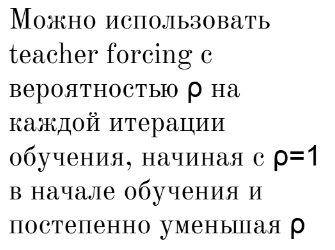 Можно использовать
teacher forcing с
вероятностью ρ на
каждой итерации
обучения, начиная с ρ=1
в начале обучения и
постепенно уменьшая ρ